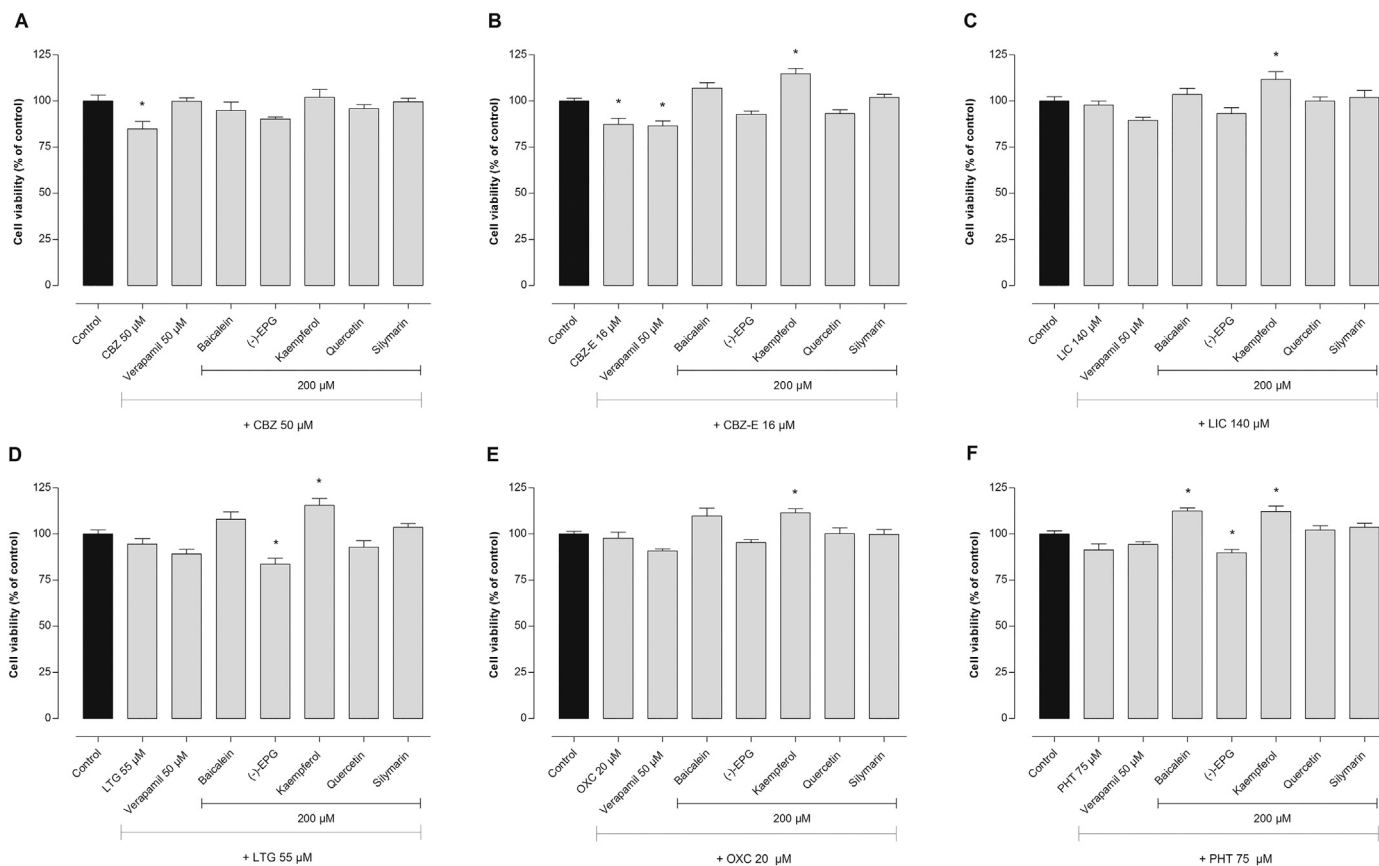 A
Cell viability (% of control)
125
100
75
50
25
0
*
Control
CBZ 50 µM
Verapamil 50 µM
Baicalein
(-)-EPG
Kaempferol
Quercetin
Silymarin
200 µM
+ CBZ 50 µM
B
Cell viability (% of control)
125
100
75
50
25
0
*
*
*
Control
CBZ-E 16 µM
Verapamil 50 µM
Baicalein
(-)-EPG
Kaempferol
Quercetin
Silymarin
200 µM
+ CBZ-E 16 µM
C
Cell viability (% of control)
125
100
75
50
25
0
*
Control
LIC 140 µM
Verapamil 50 µM
Baicalein
(-)-EPG
Kaempferol
Quercetin
Silymarin
200 µM
+ LIC 140 µM
D
Cell viability (% of control)
125
100
75
50
25
0
*
*
Control
LTG 55 µM
Verapamil 50 µM
Baicalein
(-)-EPG
Kaempferol
Quercetin
Silymarin
200 µM
+ LTG 55 µM
E
Cell viability (% of control)
125
100
75
50
25
0
*
Control
OXC 20 µM
Verapamil 50 µM
Baicalein
(-)-EPG
Kaempferol
Quercetin
Silymarin
200 µM
+ OXC 20 µM
F
Cell viability (% of control)
125
100
75
50
25
0
*
*
*
Control
PHT 75 µM
Verapamil 50 µM
Baicalein
(-)-EPG
Kaempferol
Quercetin
Silymarin
200 µM
+ PHT 75 µM